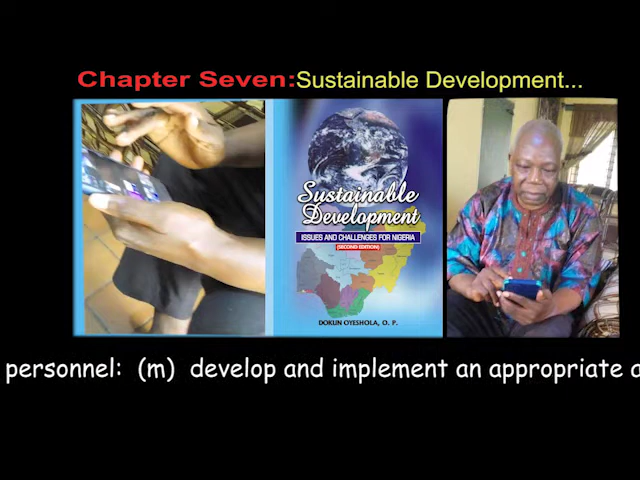 Chapter Seven:Sustainable Development...
Sustainable
Development
ISSUES AND CHALLENGES FOR NIGERIA
(SECOND EDITION)
DOKUN OYESHOLA, O. P.
personnel: (m) develop and implement an appropriate a